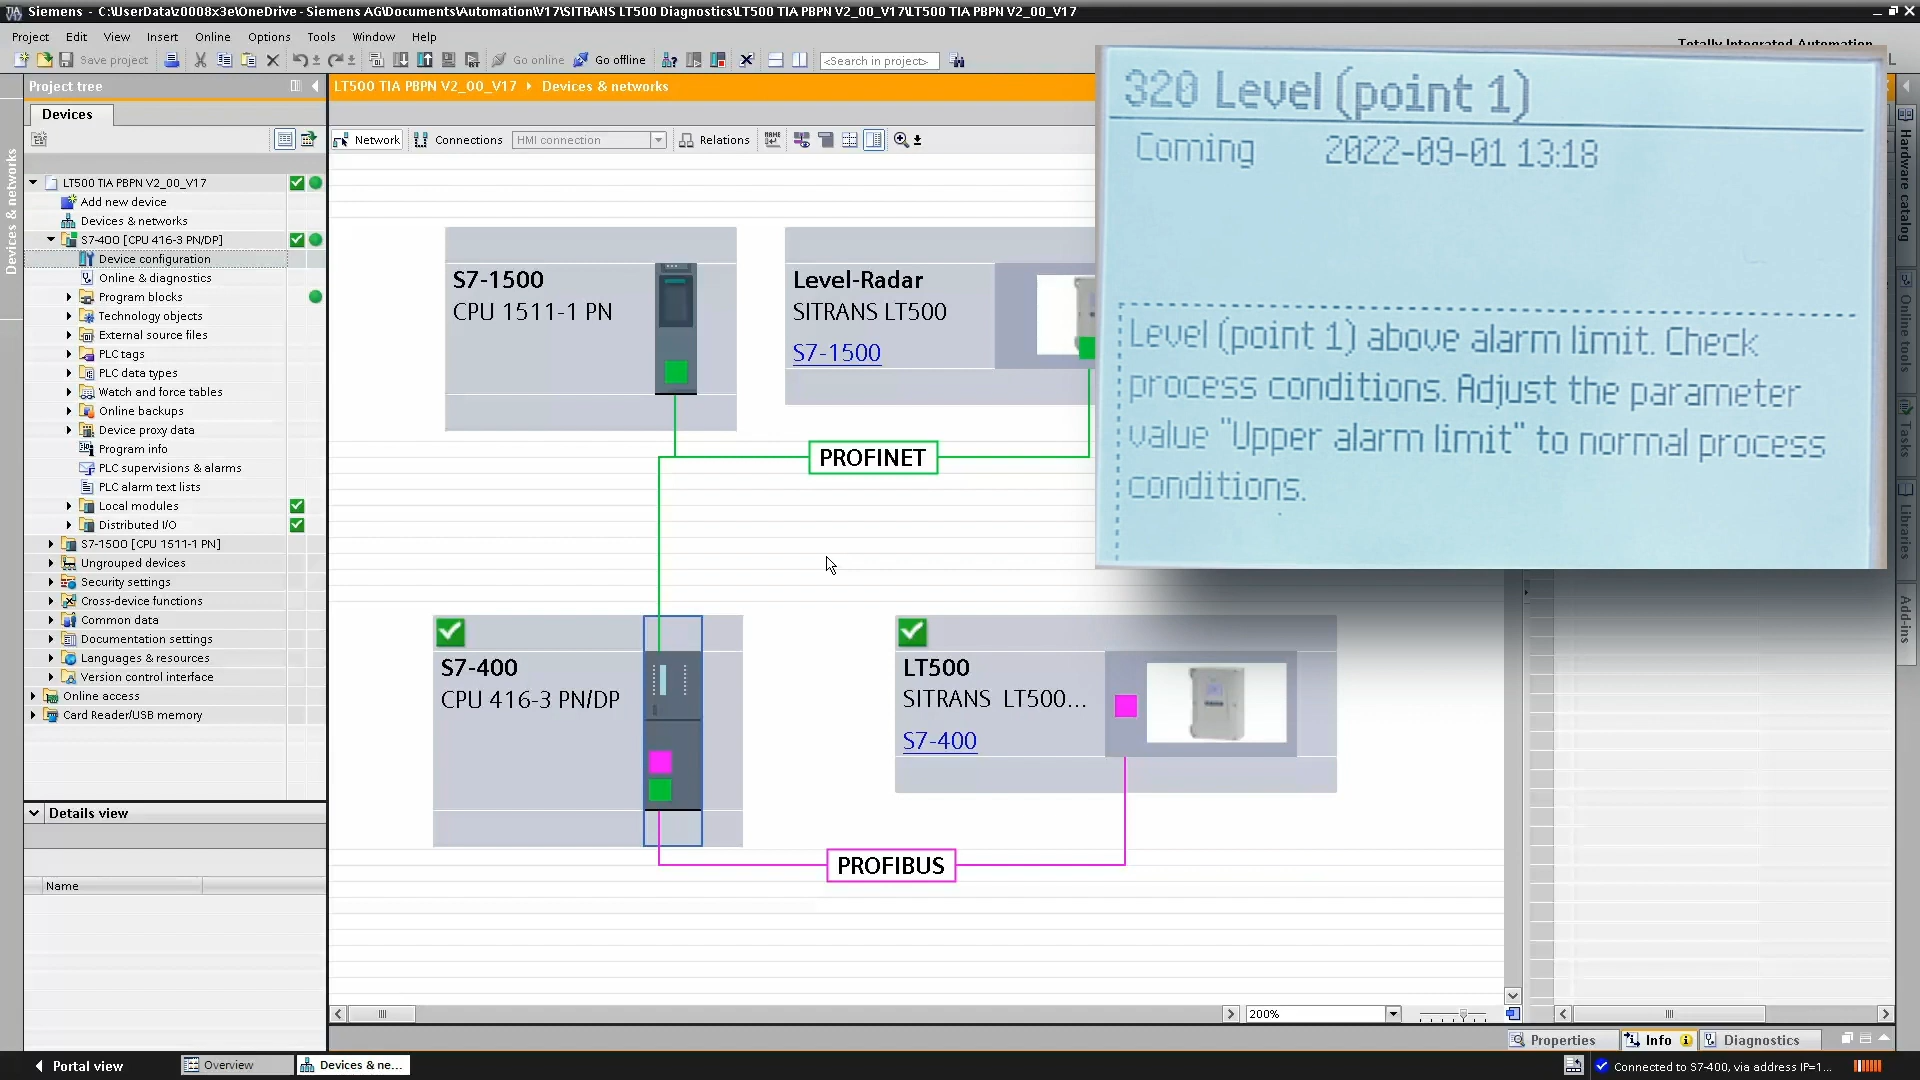 Siemens - C:\UserData\z0008x3e\OneDrive - Siemens AG\Documents\Automation\V17\SITRANS LT500 Diagnostics\LT500 TIA PBPN V2_00_V17\LT500 TIA PBPN V2_00_V17
Project Edit View Insert Online Options Tools Window Help
Totally Integrated Automation
Save project
Go online
Go offline
<Search in project>
Project tree
LT500 TIA PBPN V2_00_V17 Devices & networks
Devices
Network
Connections
HMI connection
Relations
Devices & networks
LT500 TIA PBPN V2_00_V17
Add new device
Devices & networks
S7-400 [CPU 416-3 PN/DP]
Device configuration
Online & diagnostics
Program blocks
Technology objects
External source files
PLC tags
PLC data types
Watch and force tables
Online backups
Device proxy data
Program info
PLC supervisions & alarms
PLC alarm text lists
Local modules
Distributed I/O
S7-1500 [CPU 1511-1 PN]
Ungrouped devices
Security settings
Cross-device functions
Common data
Documentation settings
Languages & resources
Version control interface
Online access
Card Reader/USB memory
Details view
Name
S7-1500
CPU 1511-1 PN
Level-Radar
SITRANS LT500
S7-1500
PROFINET
S7-400
CPU 416-3 PN/DP
LT500
SITRANS LT500...
S7-400
PROFIBUS
320 Level (point 1)
Coming 2022-09-01 13:18
Level (point 1) above alarm limit. Check
process conditions. Adjust the parameter
value "Upper alarm limit" to normal process
conditions.
Hardware catalog
Online tools
Tasks
Libraries
Add-ins
200%
Properties
Info
Diagnostics
Portal view
Overview
Devices & ne...
Connected to S7-400, via address IP=1...